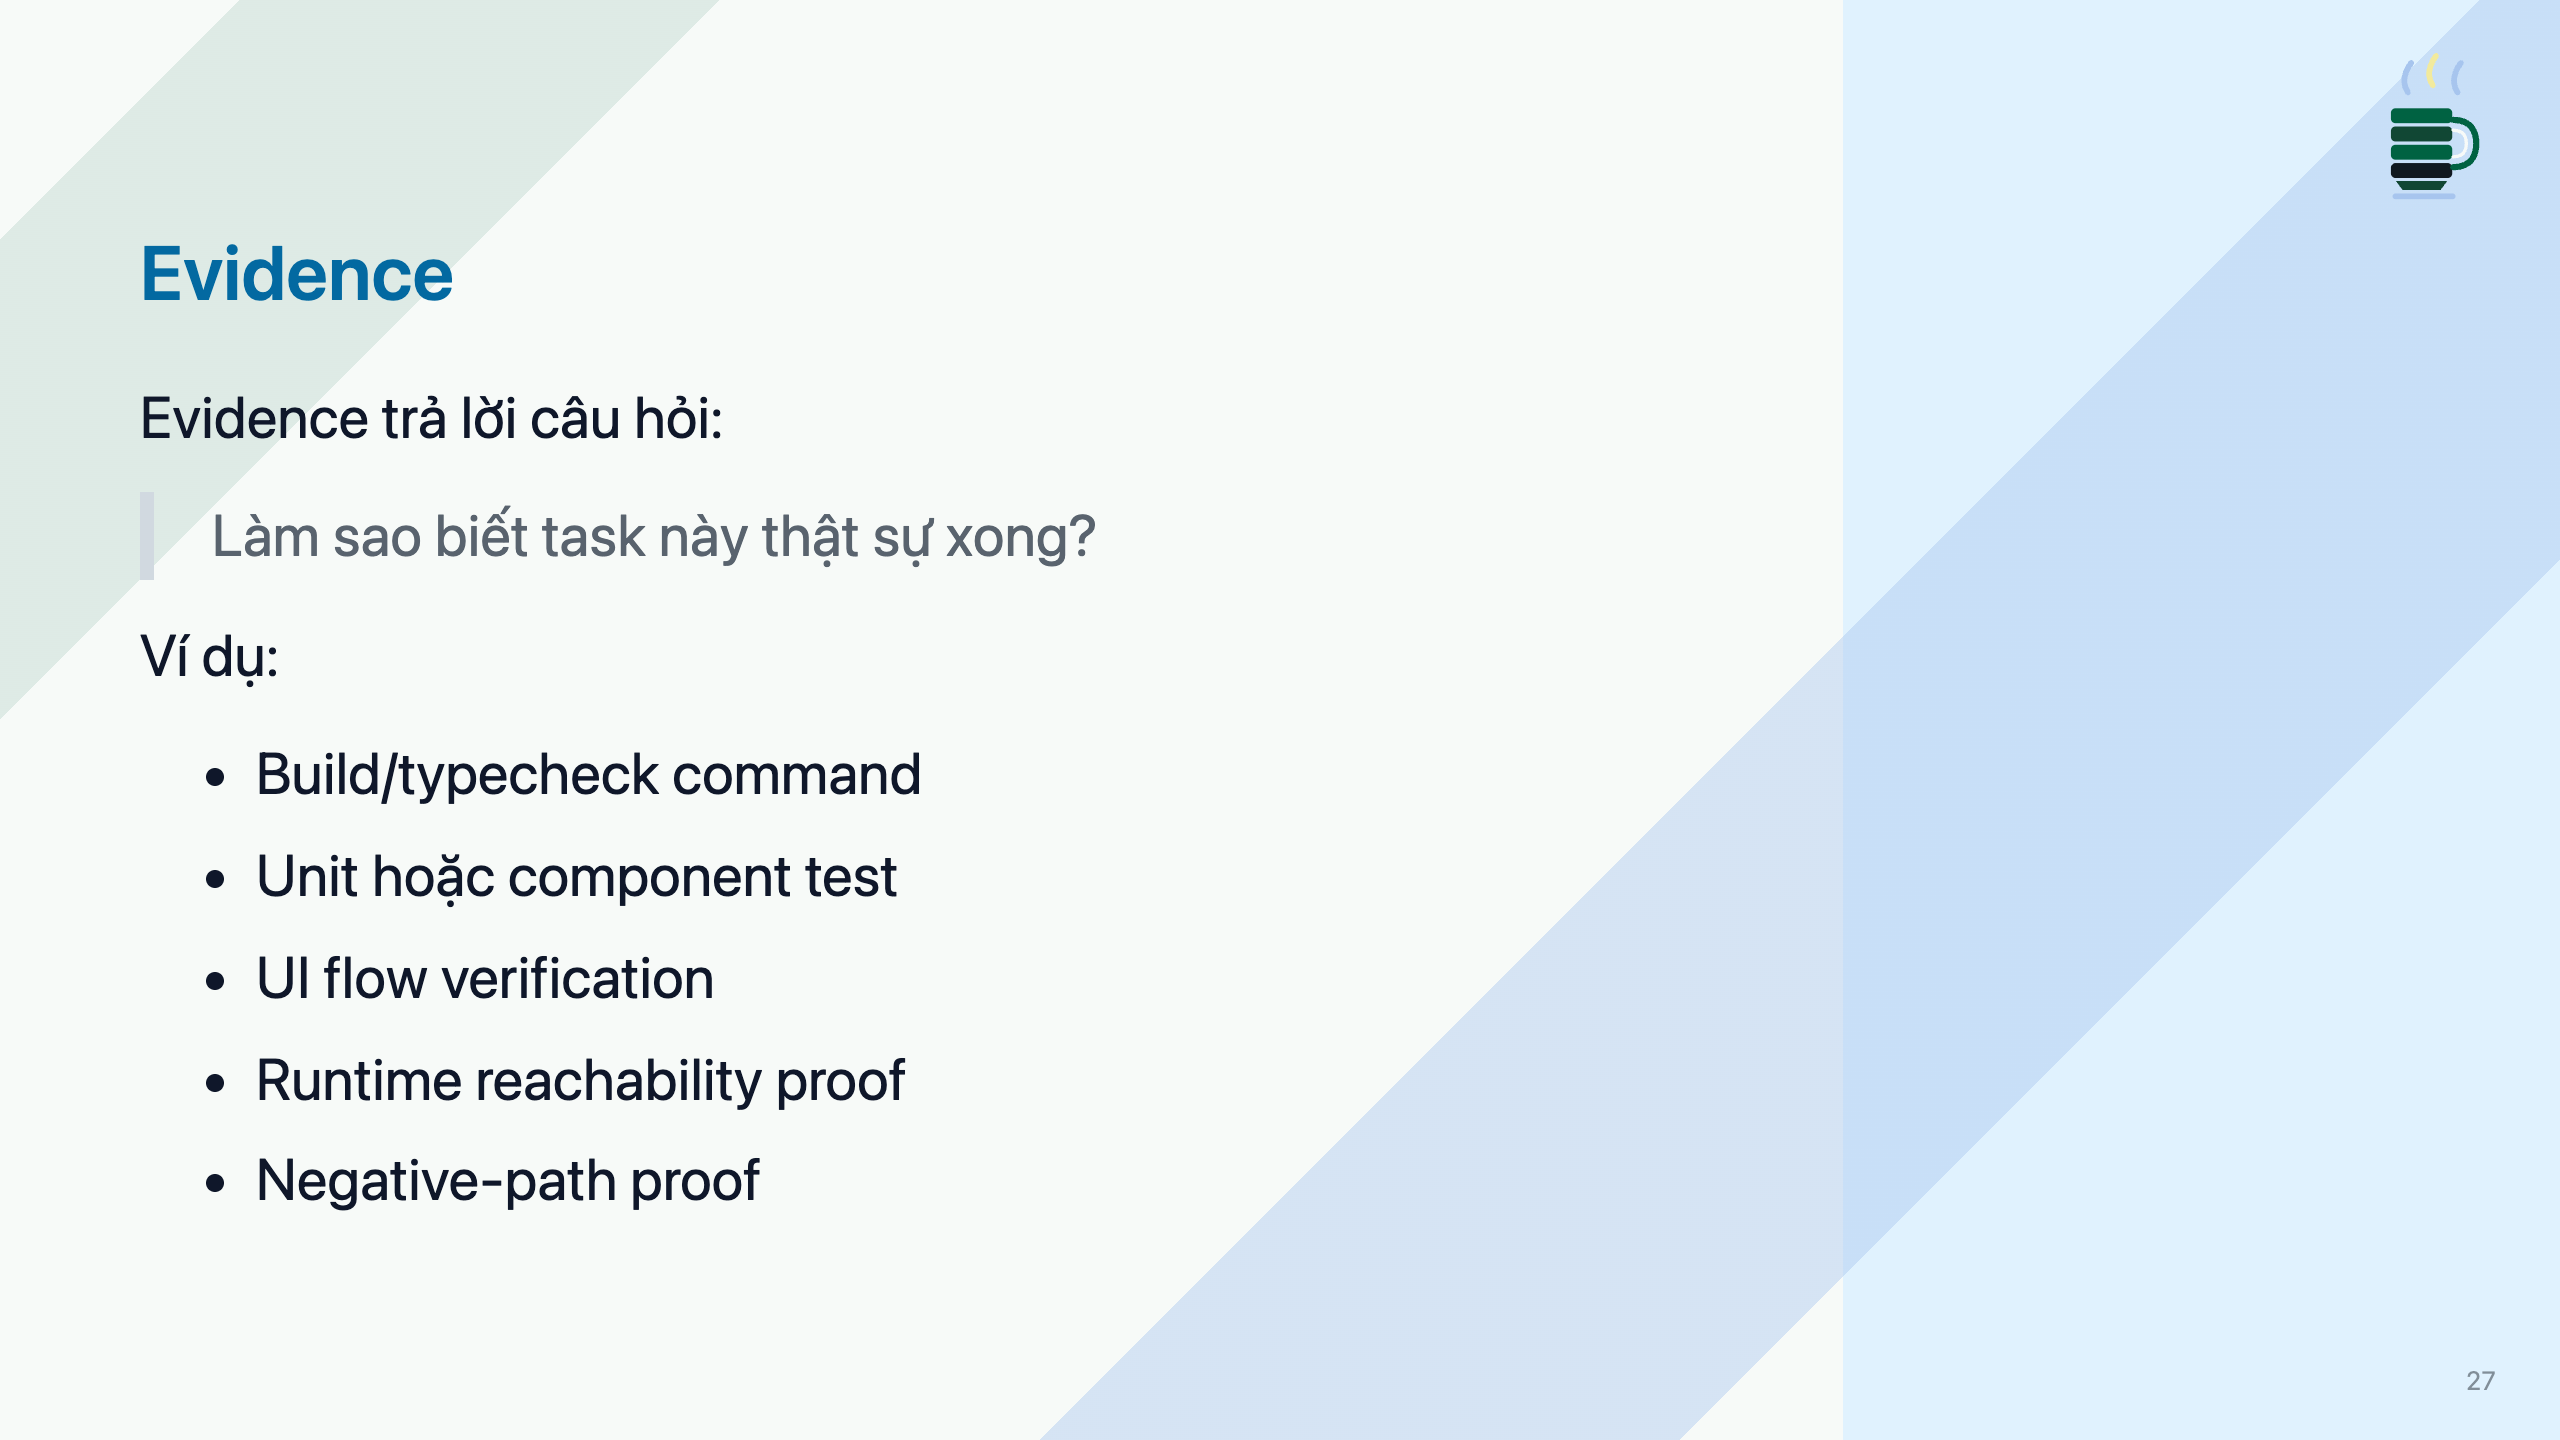 Evidence
Evidence trả lời câu hỏi:
Làm sao biết task này thật sự xong?
Ví dụ:
• Build/typecheck command
• Unit hoặc component test
• UI flow verification
• Runtime reachability proof
• Negative-path proof
27